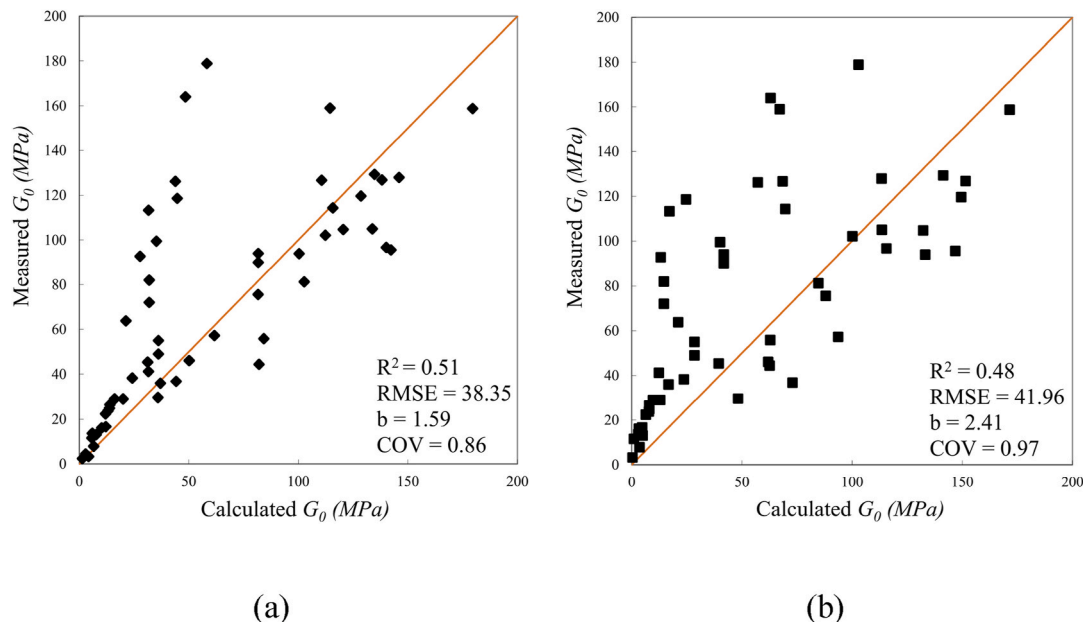 200
180
160
140
120
100
80
60
40
20
0
Measured G0 (MPa)
R2 = 0.51
RMSE = 38.35
b = 1.59
COV = 0.86
0 50 100 150 200
Calculated G0 (MPa)
(a)
200
180
160
140
120
100
80
60
40
20
0
Measured G0 (MPa)
R2 = 0.48
RMSE = 41.96
b = 2.41
COV = 0.97
0 50 100 150 200
Calculated G0 (MPa)
(b)